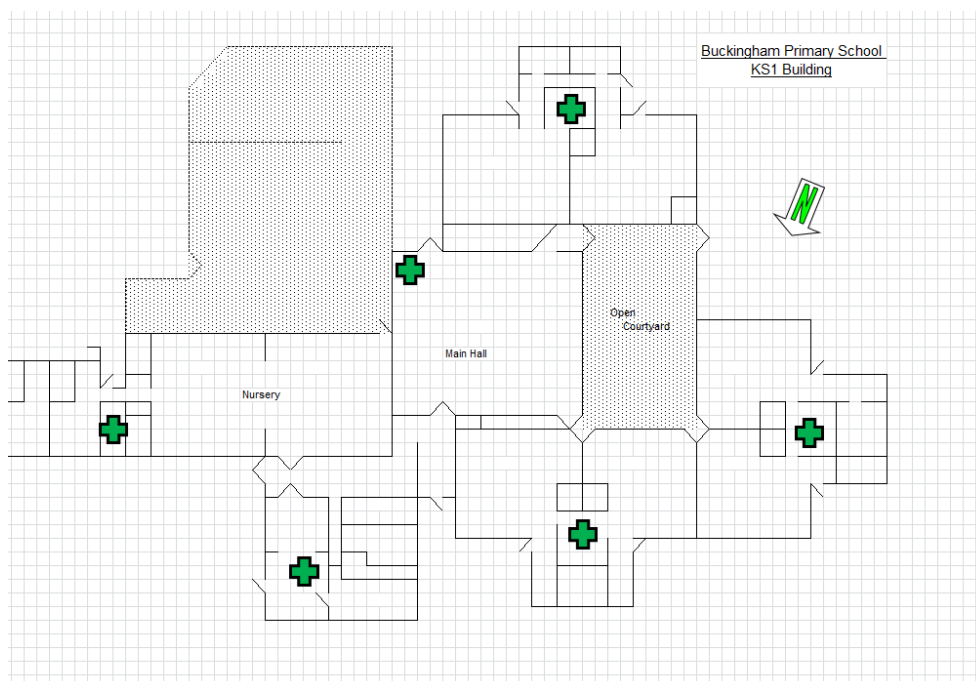 Buckingham Primary School
KS1 Building
N
Open
Courtyard
Main Hall
Nursery